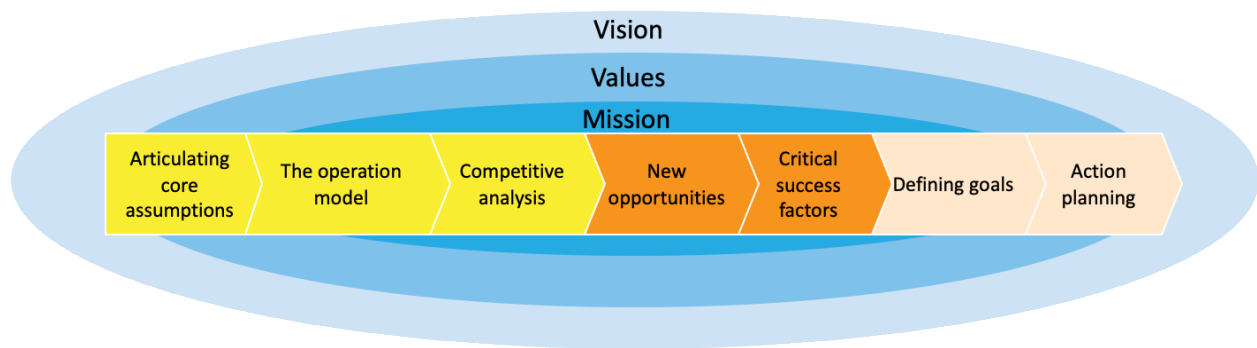 Vision
Values
Mission
Articulating
core
assumptions
The operation
model
Competitive
analysis
New
opportunities
Critical
success
factors
Defining goals
Action
planning